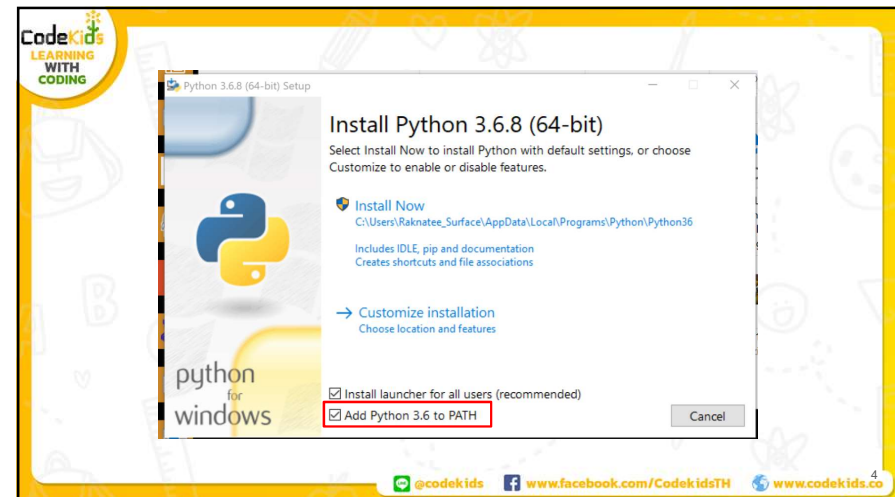 CodeKids
LEARNING
WITH
CODING
Python 3.6.8 (64-bit) Setup
Install Python 3.6.8 (64-bit)
Select Install Now to install Python with default settings, or choose
Customize to enable or disable features.
Install Now
C:\Users\Raknatee_Surface\AppData\Local\Programs\Python\Python36
Includes IDLE, pip and documentation
Creates shortcuts and file associations
Customize installation
Choose location and features
python
for
windows
Install launcher for all users (recommended)
Add Python 3.6 to PATH
Cancel
@codekids
www.facebook.com/CodekidsTH
www.codekids.co
4